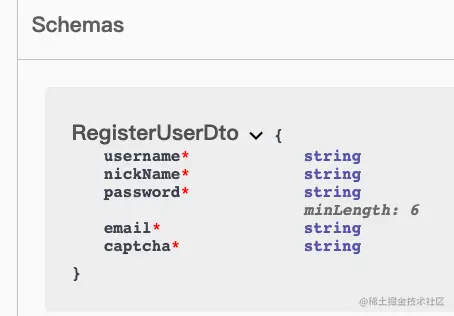 Schemas
RegisterUserDto {
username* string
nickName* string
password* string
minLength: 6
email* string
captcha* string
}
@稀土掘金技术社区